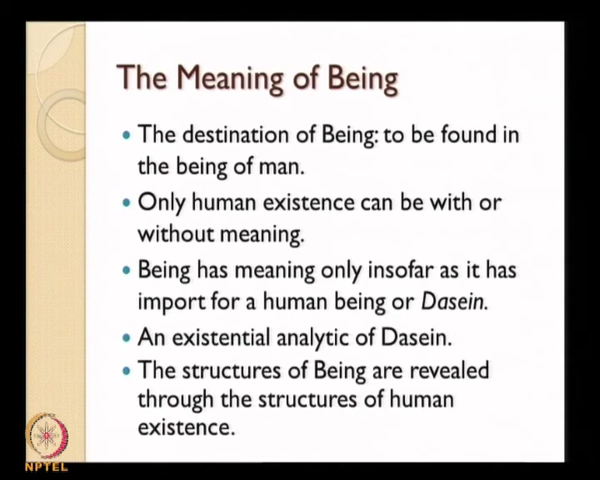 The Meaning of Being
• The destination of Being: to be found in
the being of man.
• Only human existence can be with or
without meaning.
• Being has meaning only insofar as it has
import for a human being or Dasein.
• An existential analytic of Dasein.
• The structures of Being are revealed
through the structures of human
existence.
NPTEL